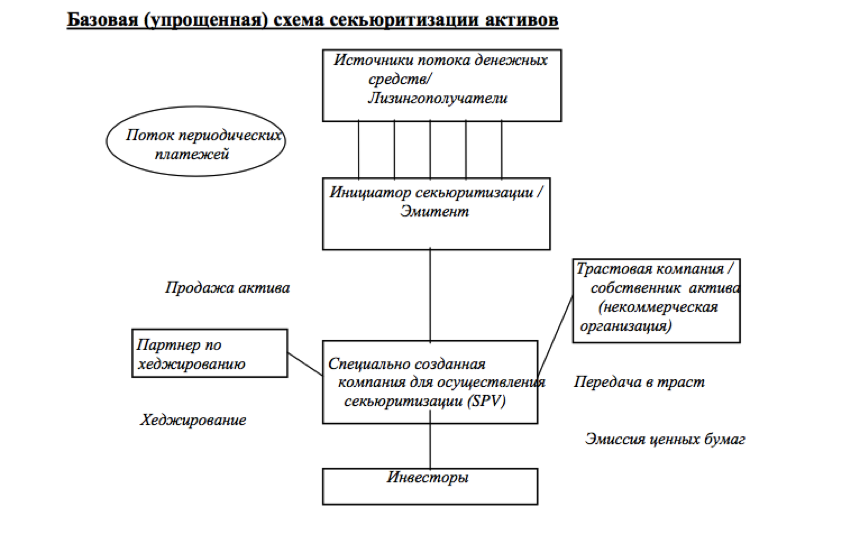 Базовая (упрощенная) схема секьюритизации активов
Источники потока денежных
средств/
Лизингополучатели
Поток периодических
платежей
Инициатор секьюритизации /
Эмитент
Продажа актива
Трастовая компания /
собственник актива
(некоммерческая
организация)
Партнер по
хеджированию
Специально созданная
компания для осуществления
секьюритизации (SPV)
Передача в траст
Хеджирование
Эмиссия ценных бумаг
Инвесторы